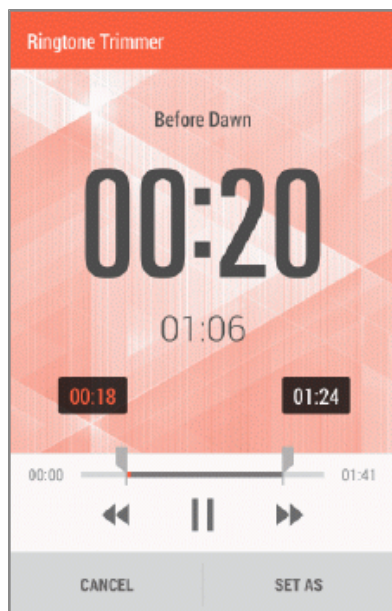 Ringtone Trimmer
Before Dawn
00:20
01:06
00:18 01:24
00:00 01:41
CANCEL SET AS